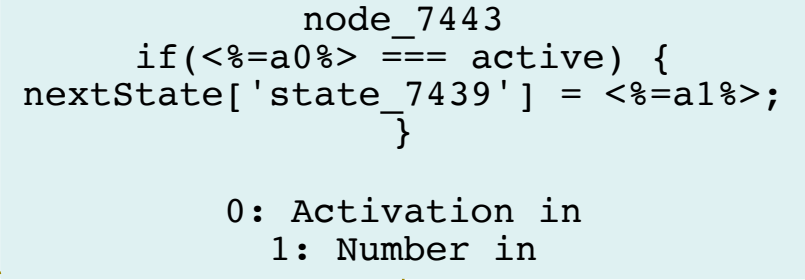 node_7443
if(<%=a0%> === active) {
nextState['state_7439'] = <%=a1%>;
}
0: Activation in
1: Number in